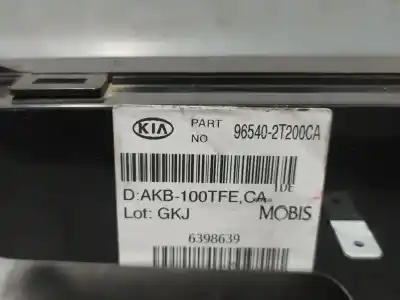 KIA
PART NO
96540-2T200CA
D:AKB-100TFE,CA
IDE
Lot: GKJ
MOBIS
6398639